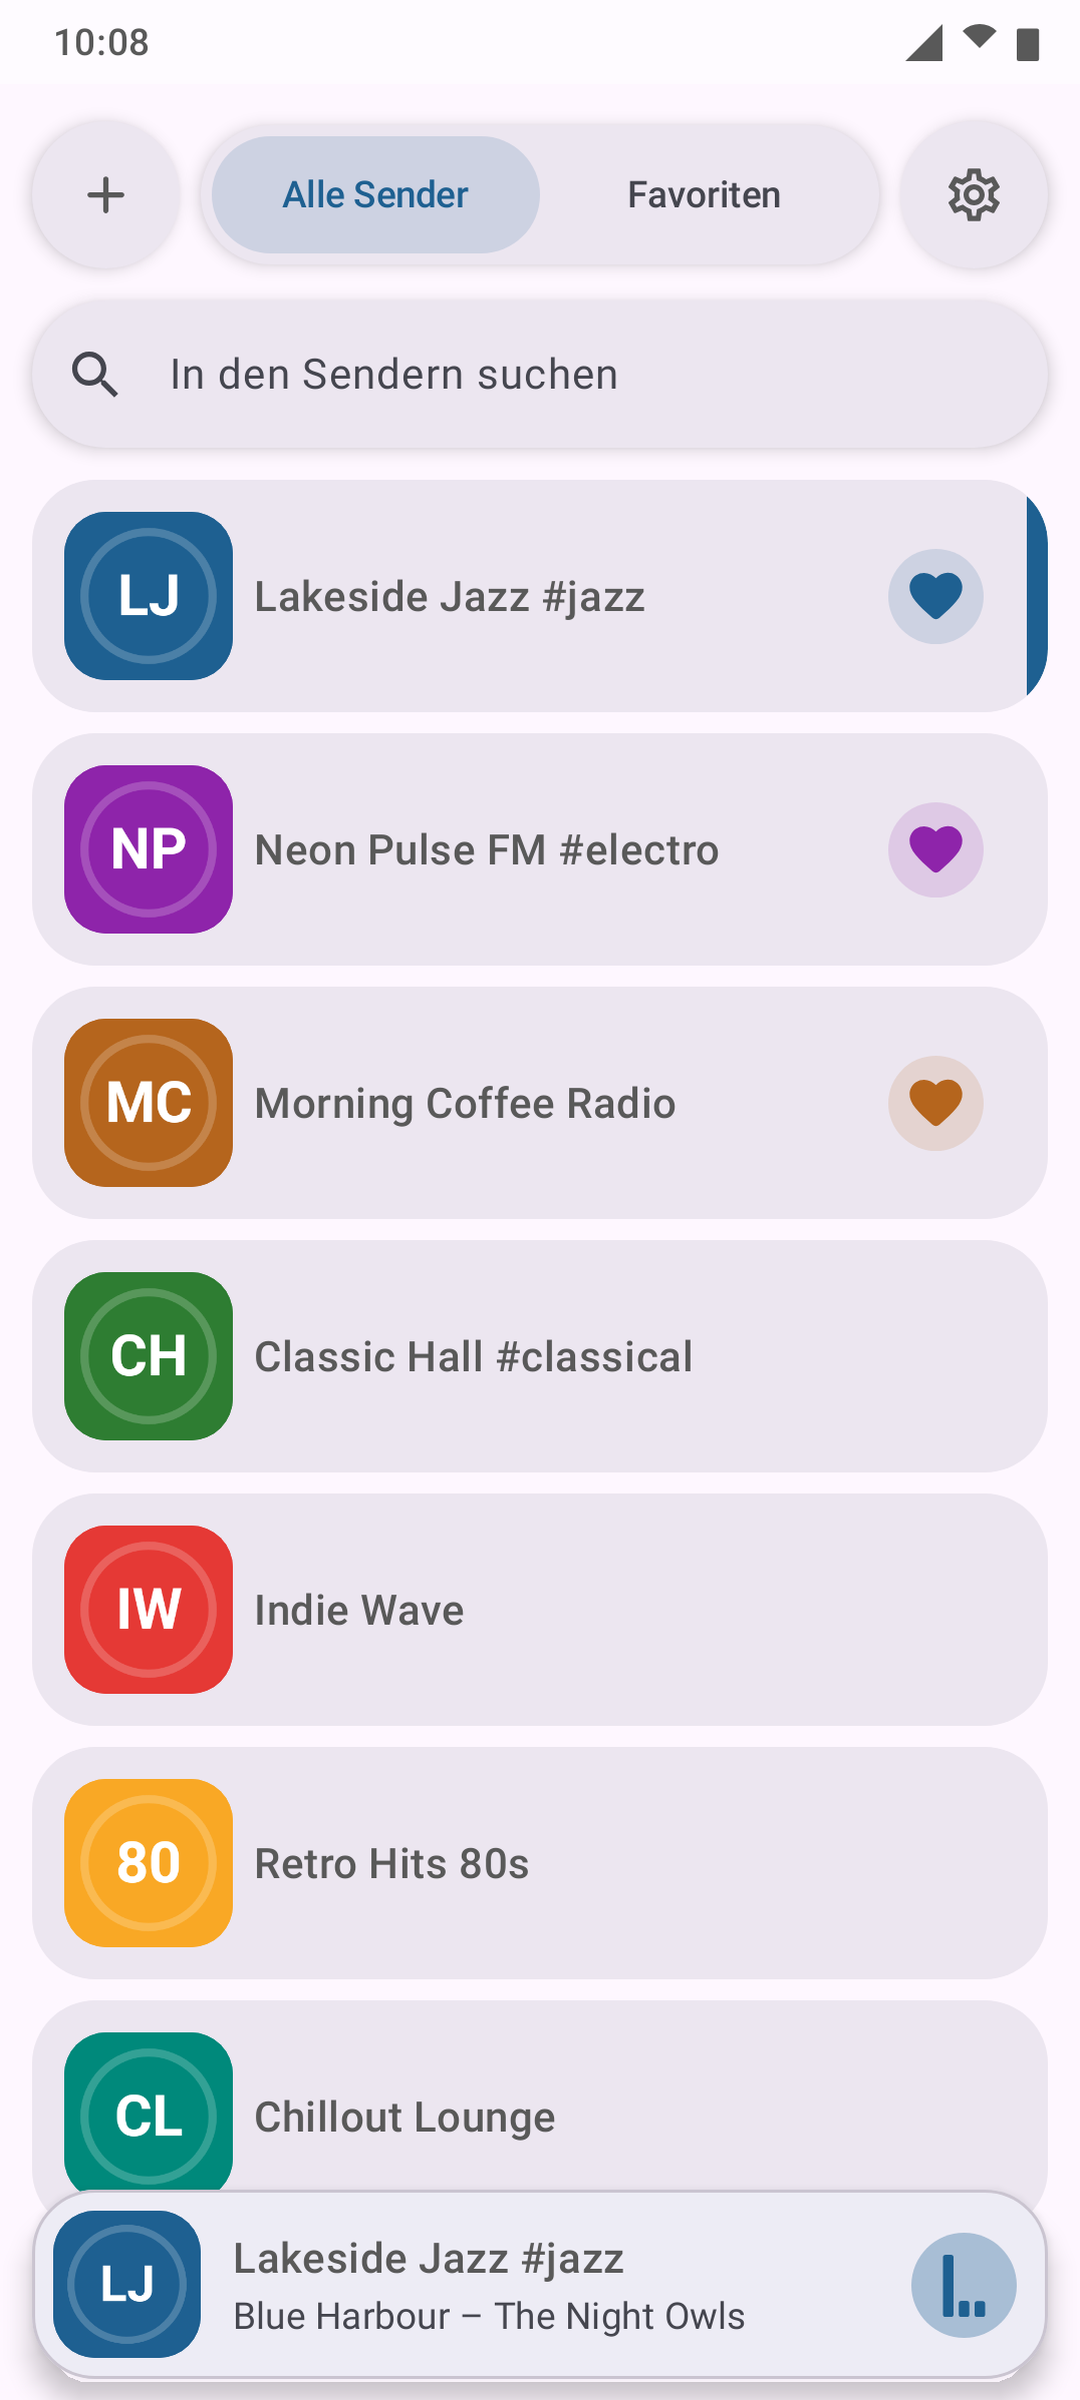 10:08
Alle Sender
Favoriten
In den Sendern suchen
LJ
Lakeside Jazz #jazz
NP
Neon Pulse FM #electro
MC
Morning Coffee Radio
CH
Classic Hall #classical
IW
Indie Wave
80
Retro Hits 80s
CL
Chillout Lounge
LJ
Lakeside Jazz #jazz
Blue Harbour – The Night Owls